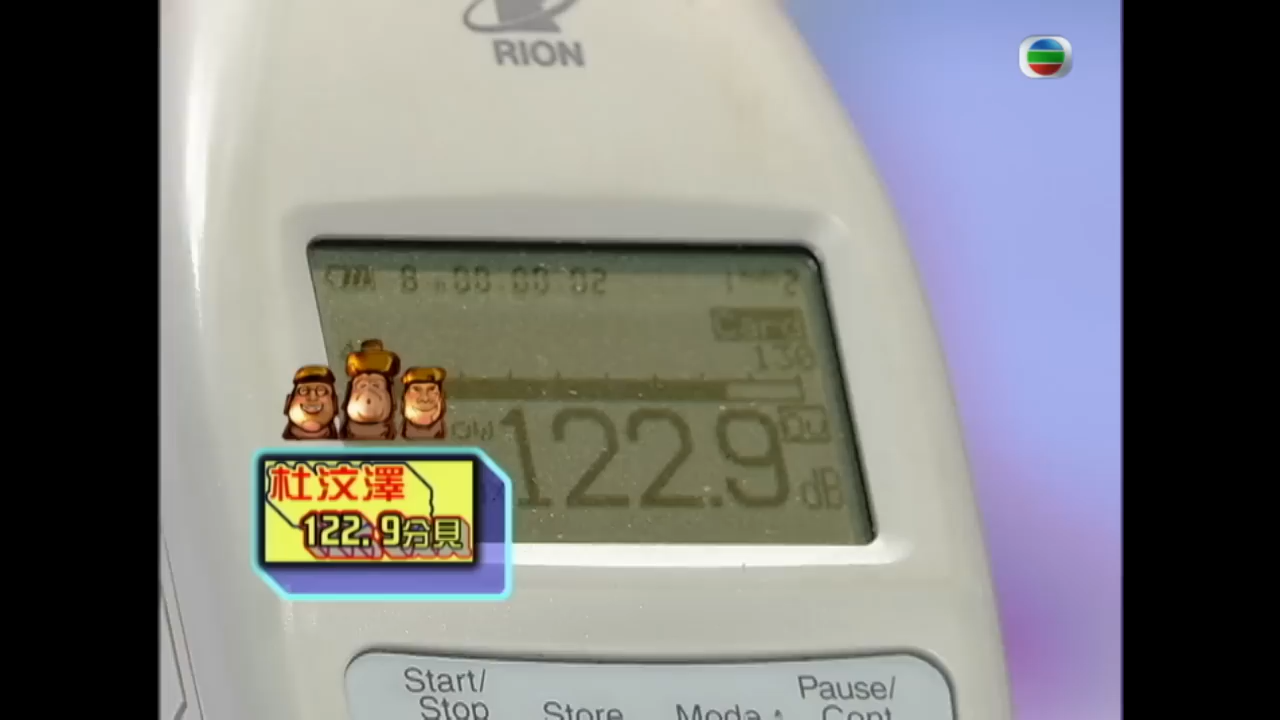 RION
8 00:00:02
130
122.9
dB
杜汶澤
122.9分貝
Start/
Stop
Store
Mode
Pause/
Cont